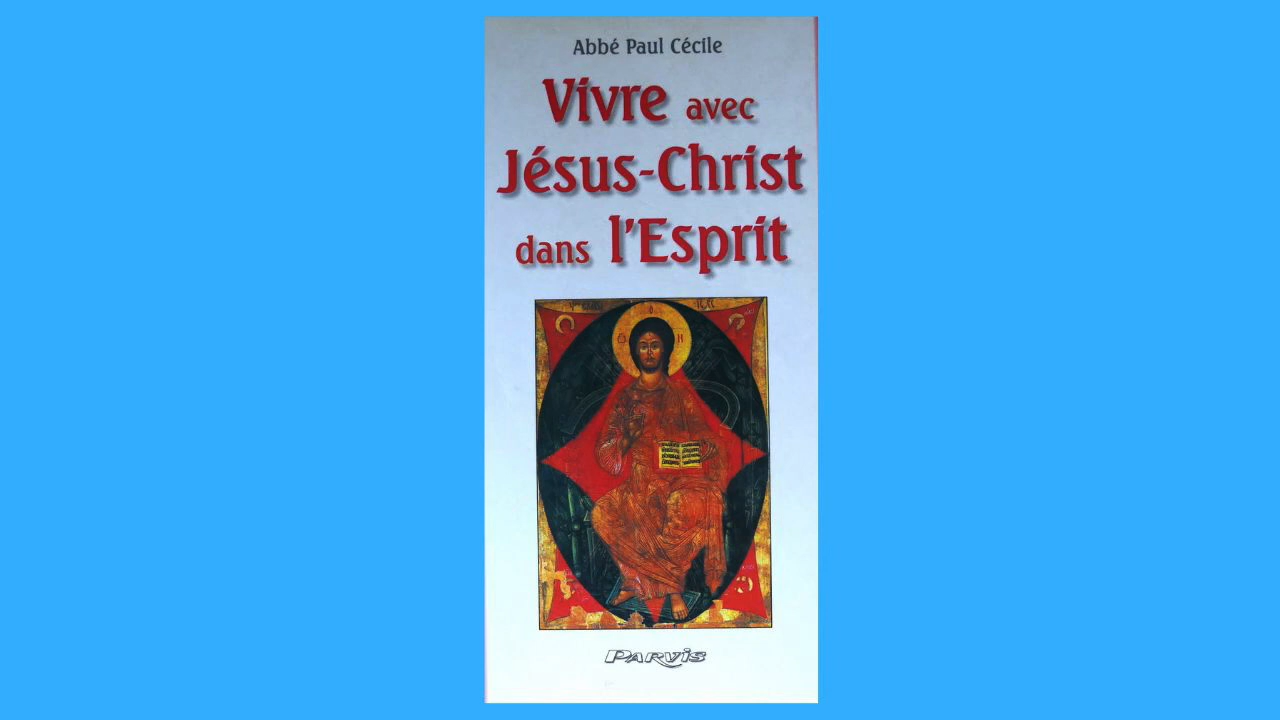 Abbé Paul Cécile
Vivre avec
Jésus-Christ
dans l'Esprit
PARVIS